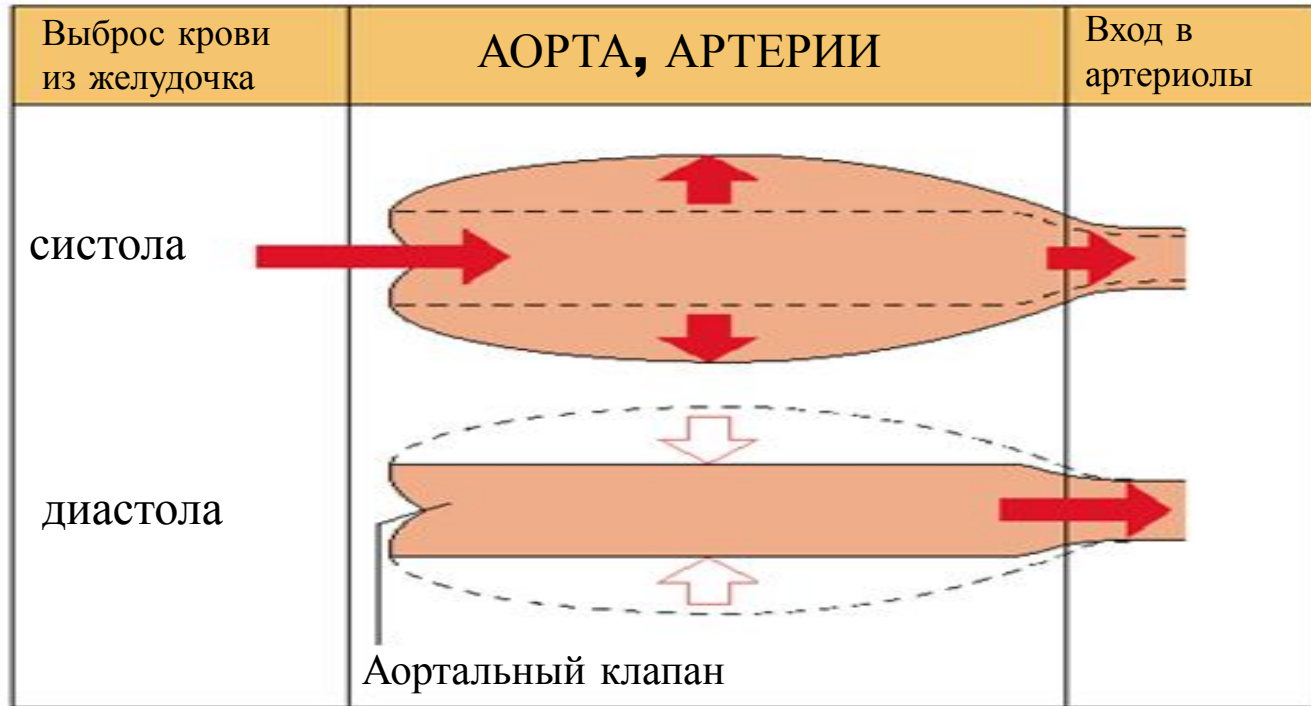 Выброс крови
из желудочка
АОРТА, АРТЕРИИ
Вход в
артериолы
систола
диастола
Аортальный клапан